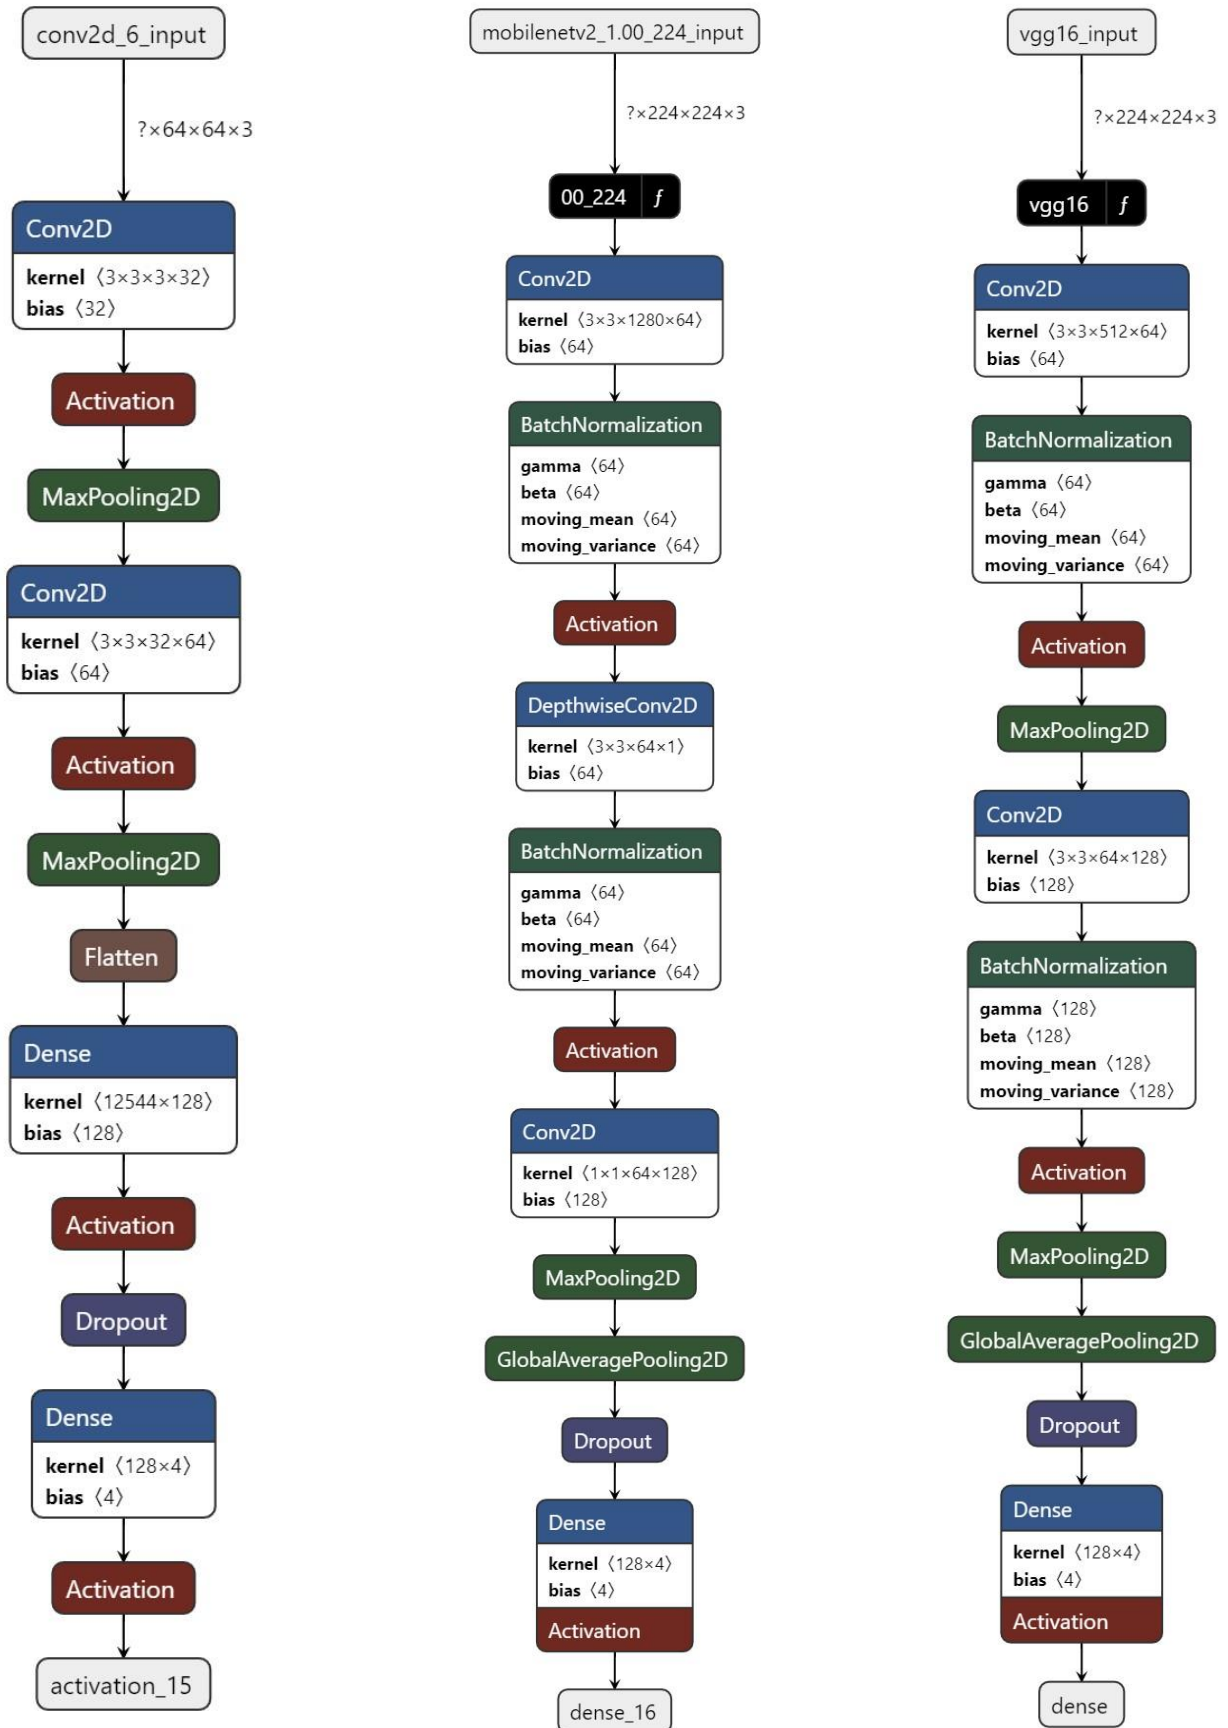 conv2d_6_input
?×64×64×3
Conv2D
kernel ⟨3×3×3×32⟩
bias ⟨32⟩
Activation
MaxPooling2D
Conv2D
kernel ⟨3×3×32×64⟩
bias ⟨64⟩
Activation
MaxPooling2D
Flatten
Dense
kernel ⟨12544×128⟩
bias ⟨128⟩
Activation
Dropout
Dense
kernel ⟨128×4⟩
bias ⟨4⟩
Activation
activation_15
mobilenetv2_1.00_224_input
?×224×224×3
00_224 ƒ
Conv2D
kernel ⟨3×3×1280×64⟩
bias ⟨64⟩
BatchNormalization
gamma ⟨64⟩
beta ⟨64⟩
moving_mean ⟨64⟩
moving_variance ⟨64⟩
Activation
DepthwiseConv2D
kernel ⟨3×3×64×1⟩
bias ⟨64⟩
BatchNormalization
gamma ⟨64⟩
beta ⟨64⟩
moving_mean ⟨64⟩
moving_variance ⟨64⟩
Activation
Conv2D
kernel ⟨1×1×64×128⟩
bias ⟨128⟩
MaxPooling2D
GlobalAveragePooling2D
Dropout
Dense
kernel ⟨128×4⟩
bias ⟨4⟩
Activation
dense_16
vgg16_input
?×224×224×3
vgg16 ƒ
Conv2D
kernel ⟨3×3×512×64⟩
bias ⟨64⟩
BatchNormalization
gamma ⟨64⟩
beta ⟨64⟩
moving_mean ⟨64⟩
moving_variance ⟨64⟩
Activation
MaxPooling2D
Conv2D
kernel ⟨3×3×64×128⟩
bias ⟨128⟩
BatchNormalization
gamma ⟨128⟩
beta ⟨128⟩
moving_mean ⟨128⟩
moving_variance ⟨128⟩
Activation
MaxPooling2D
GlobalAveragePooling2D
Dropout
Dense
kernel ⟨128×4⟩
bias ⟨4⟩
Activation
dense